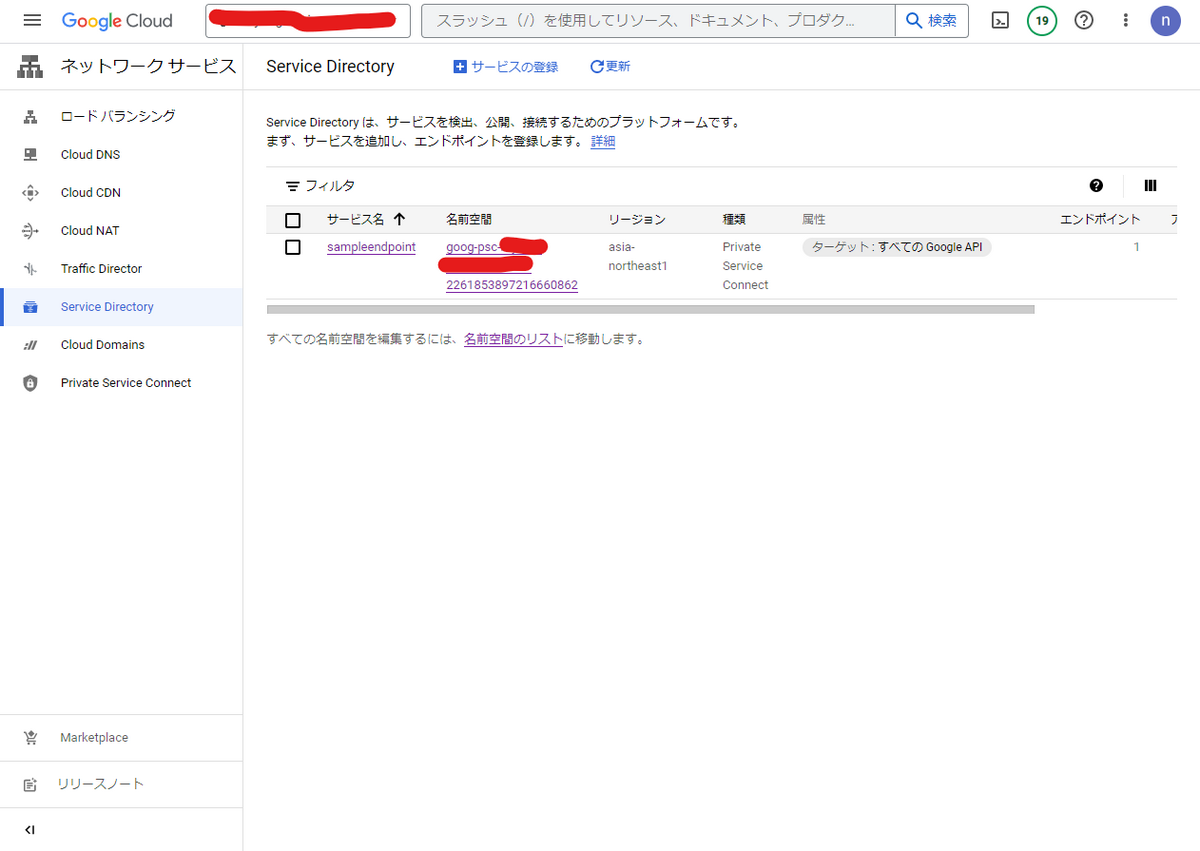 Google Cloud
スラッシュ（/）を使用してリソース、ドキュメント、プロダク...
検索
19
n
ネットワーク サービス
Service Directory
サービスの登録
更新
ロード バランシング
Cloud DNS
Cloud CDN
Cloud NAT
Traffic Director
Service Directory
Cloud Domains
Private Service Connect
Service Directory は、サービスを検出、公開、接続するためのプラットフォームです。
まず、サービスを追加し、エンドポイントを登録します。 詳細
フィルタ
サービス名 名前空間 リージョン 種類 属性 エンドポイント
sampleendpoint goog-psc- asia- Private ターゲット : すべての Google API 1
northeast1 Service
2261853897216660862 Connect
すべての名前空間を編集するには、名前空間のリストに移動します。
Marketplace
リリースノート